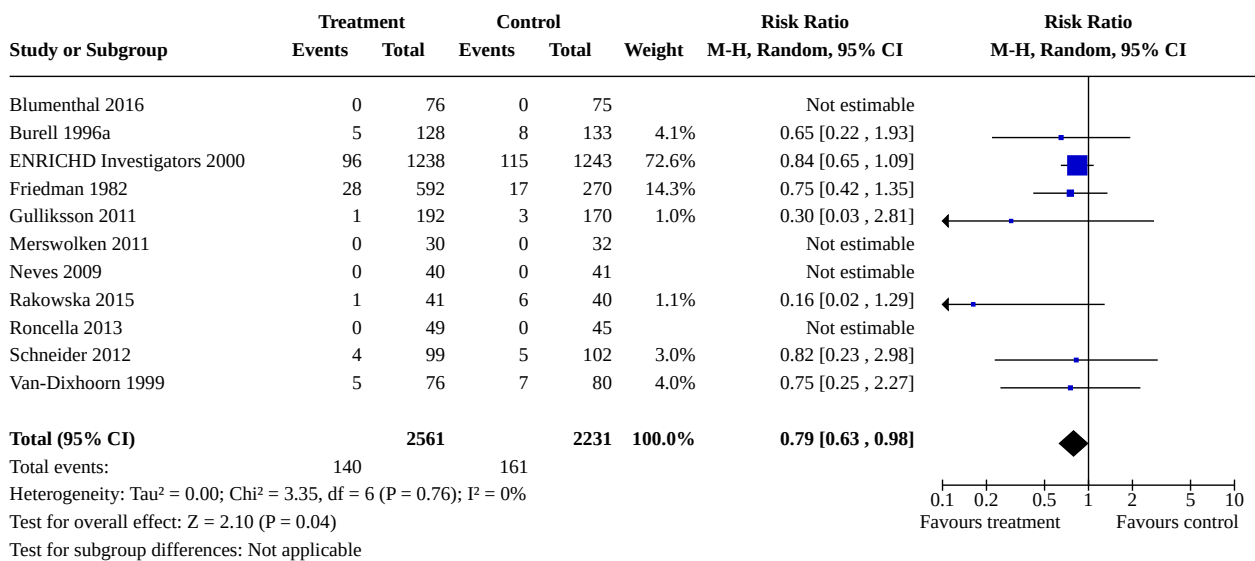 Treatment Control Risk Ratio Risk Ratio
Study or Subgroup Events Total Events Total Weight M-H, Random, 95% CI M-H, Random, 95% CI
Blumenthal 2016 0 76 0 75 Not estimable
Burell 1996a 5 128 8 133 4.1% 0.65 [0.22 , 1.93]
ENRICHD Investigators 2000 96 1238 115 1243 72.6% 0.84 [0.65 , 1.09]
Friedman 1982 28 592 17 270 14.3% 0.75 [0.42 , 1.35]
Gulliksson 2011 1 192 3 170 1.0% 0.30 [0.03 , 2.81]
Merswolken 2011 0 30 0 32 Not estimable
Neves 2009 0 40 0 41 Not estimable
Rakowska 2015 1 41 6 40 1.1% 0.16 [0.02 , 1.29]
Roncella 2013 0 49 0 45 Not estimable
Schneider 2012 4 99 5 102 3.0% 0.82 [0.23 , 2.98]
Van-Dixhoorn 1999 5 76 7 80 4.0% 0.75 [0.25 , 2.27]
Total (95% CI) 2561 2231 100.0% 0.79 [0.63 , 0.98]
Total events: 140 161
Heterogeneity: Tau² = 0.00; Chi² = 3.35, df = 6 (P = 0.76); I² = 0%
Test for overall effect: Z = 2.10 (P = 0.04)
Test for subgroup differences: Not applicable
0.1 0.2 0.5 1 2 5 10
Favours treatment Favours control